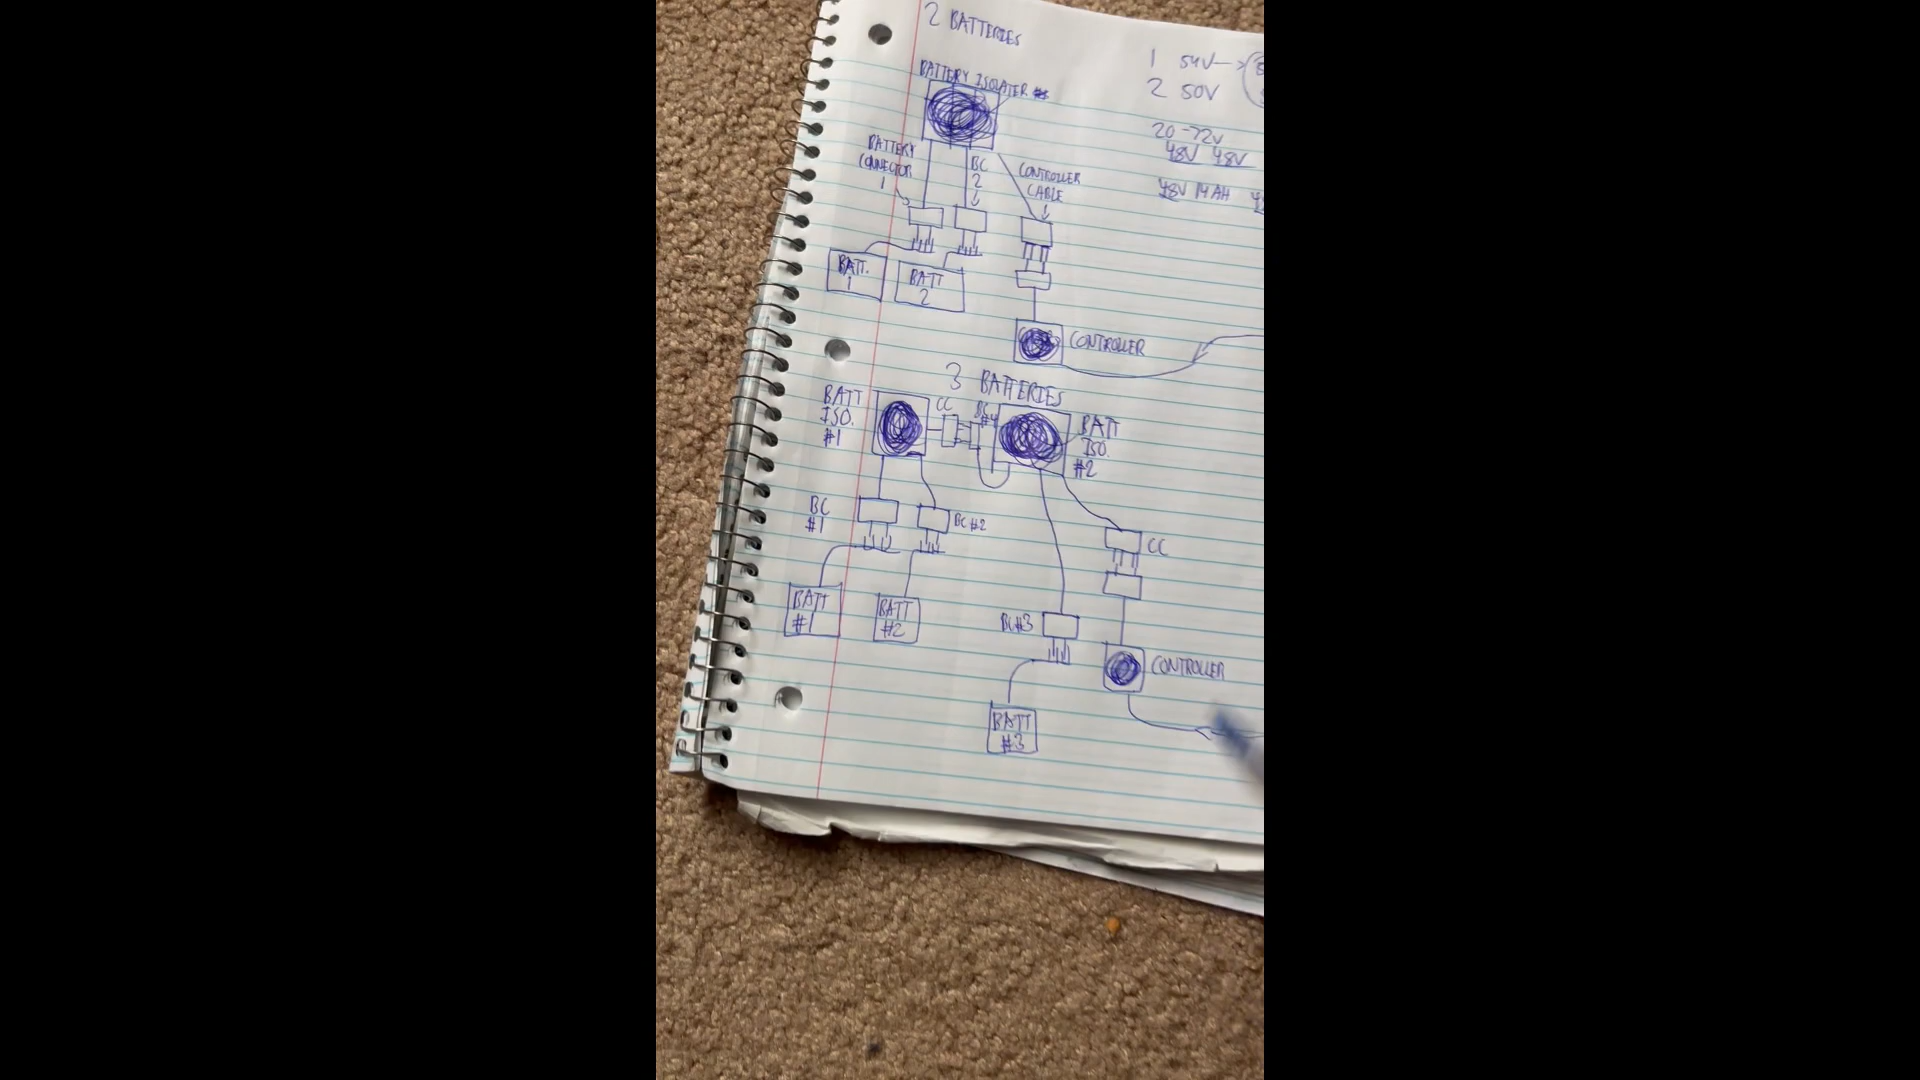 2 BATTERIES
1 54V →
2 50V
BATTERY ISOLATER
20-72V
48V 48V
48V 14AH
BATTERY
CONNECTOR
1
BC
2
CONTROLLER
CABLE
BATT.
1
BATT
2
CONTROLLER
3 BATTERIES
BATT
ISO.
#1
CC
BC
#4
BATT
ISO.
#2
BC
#1
BC#2
CC
BATT
#1
BATT
#2
BC#3
CONTROLLER
BATT
#3